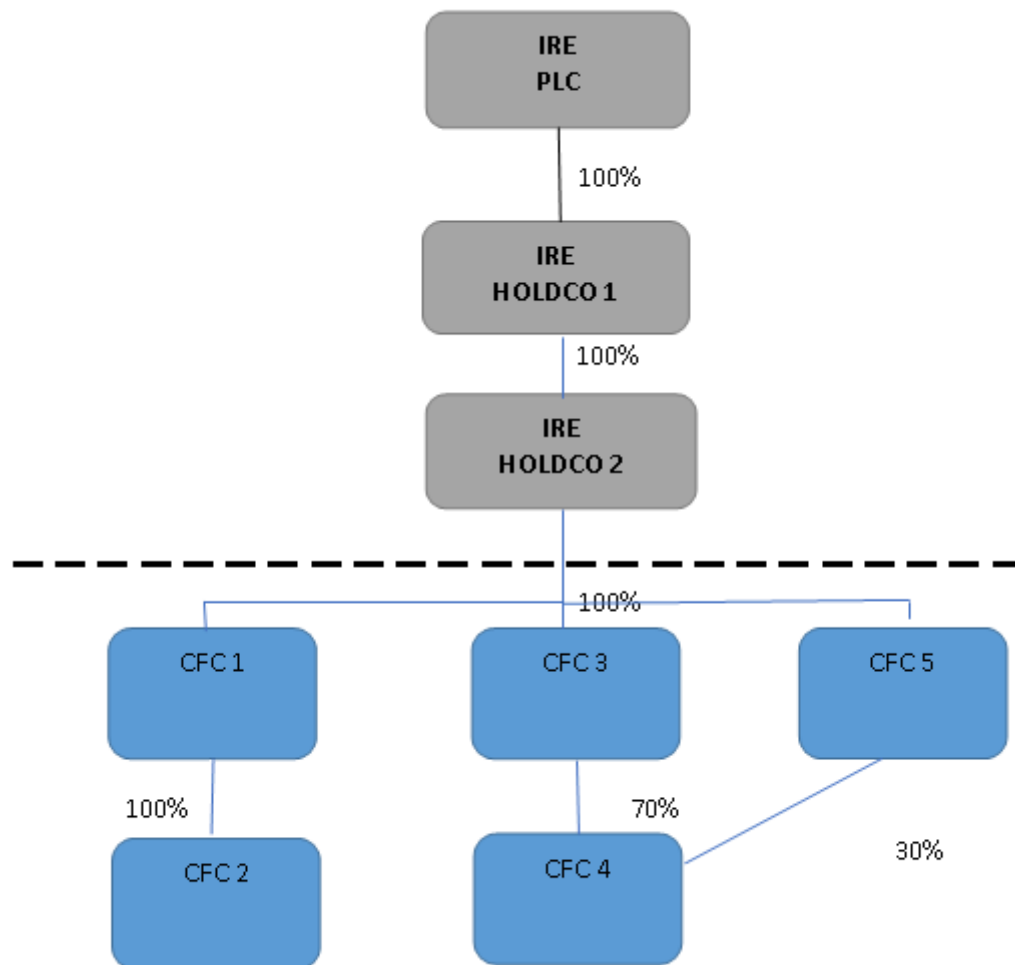 IRE
PLC
100%
IRE
HOLDCO 1
100%
IRE
HOLDCO 2
100%
CFC 1
CFC 3
CFC 5
100%
70%
30%
CFC 2
CFC 4